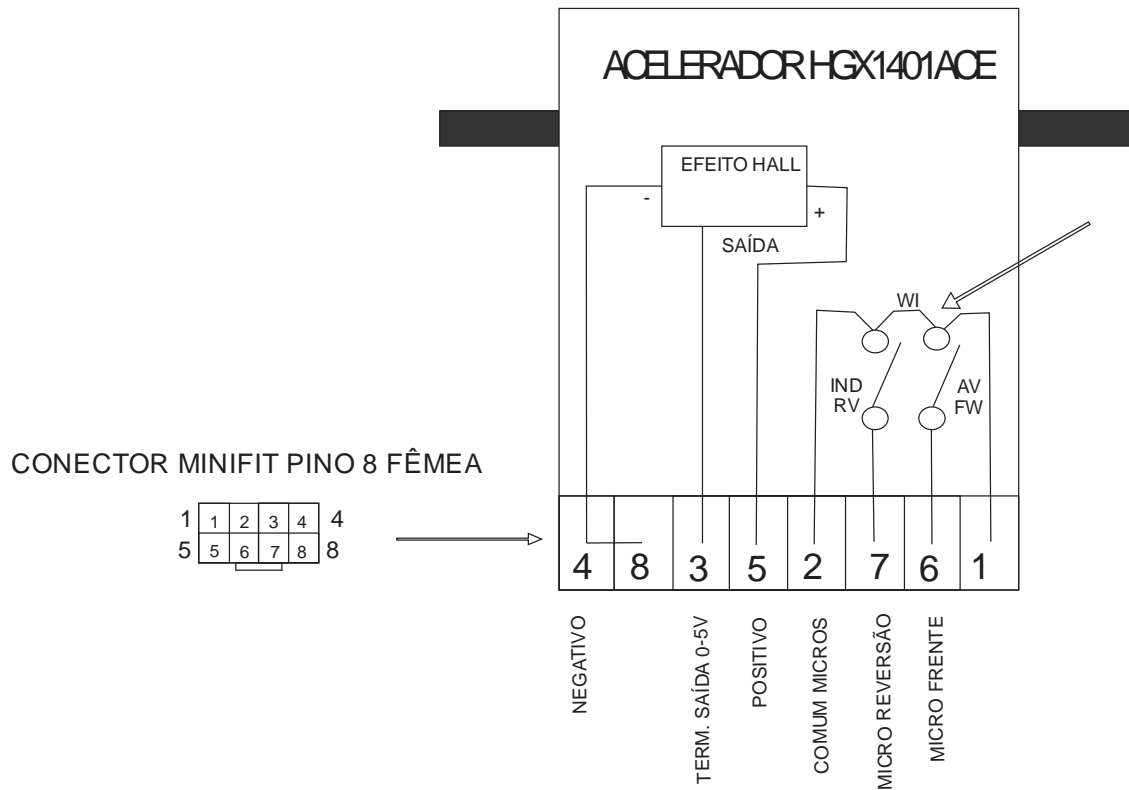 ACELERADOR HGX1401ACE
EFEITO HALL
-
+
SAÍDA
WI
IND
RV
AV
FW
CONECTOR MINIFIT PINO 8 FÊMEA
1 1 2 3 4 4
5 5 6 7 8 8
4 8 3 5 2 7 6 1
NEGATIVO
TERM. SAÍDA 0-5V
POSITIVO
COMUM MICROS
MICRO REVERSÃO
MICRO FRENTE